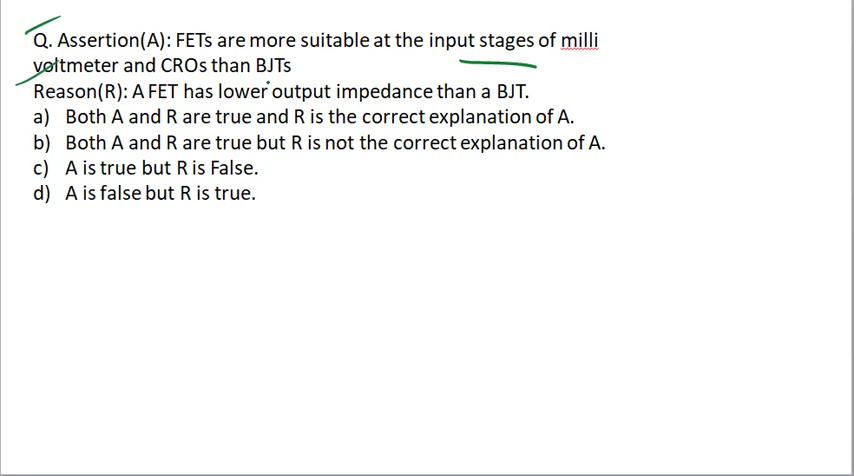 Q. Assertion(A): FETs are more suitable at the input stages of milli
voltmeter and CROs than BJTs
Reason(R): A FET has lower output impedance than a BJT.
a) Both A and R are true and R is the correct explanation of A.
b) Both A and R are true but R is not the correct explanation of A.
c) A is true but R is False.
d) A is false but R is true.